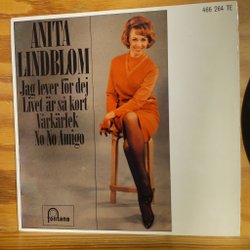 466 264 TE
ANITA
LINDBLOM
Jag lever för dej
Livet är så kort
Vårkärlek
No No Amigo
fontana